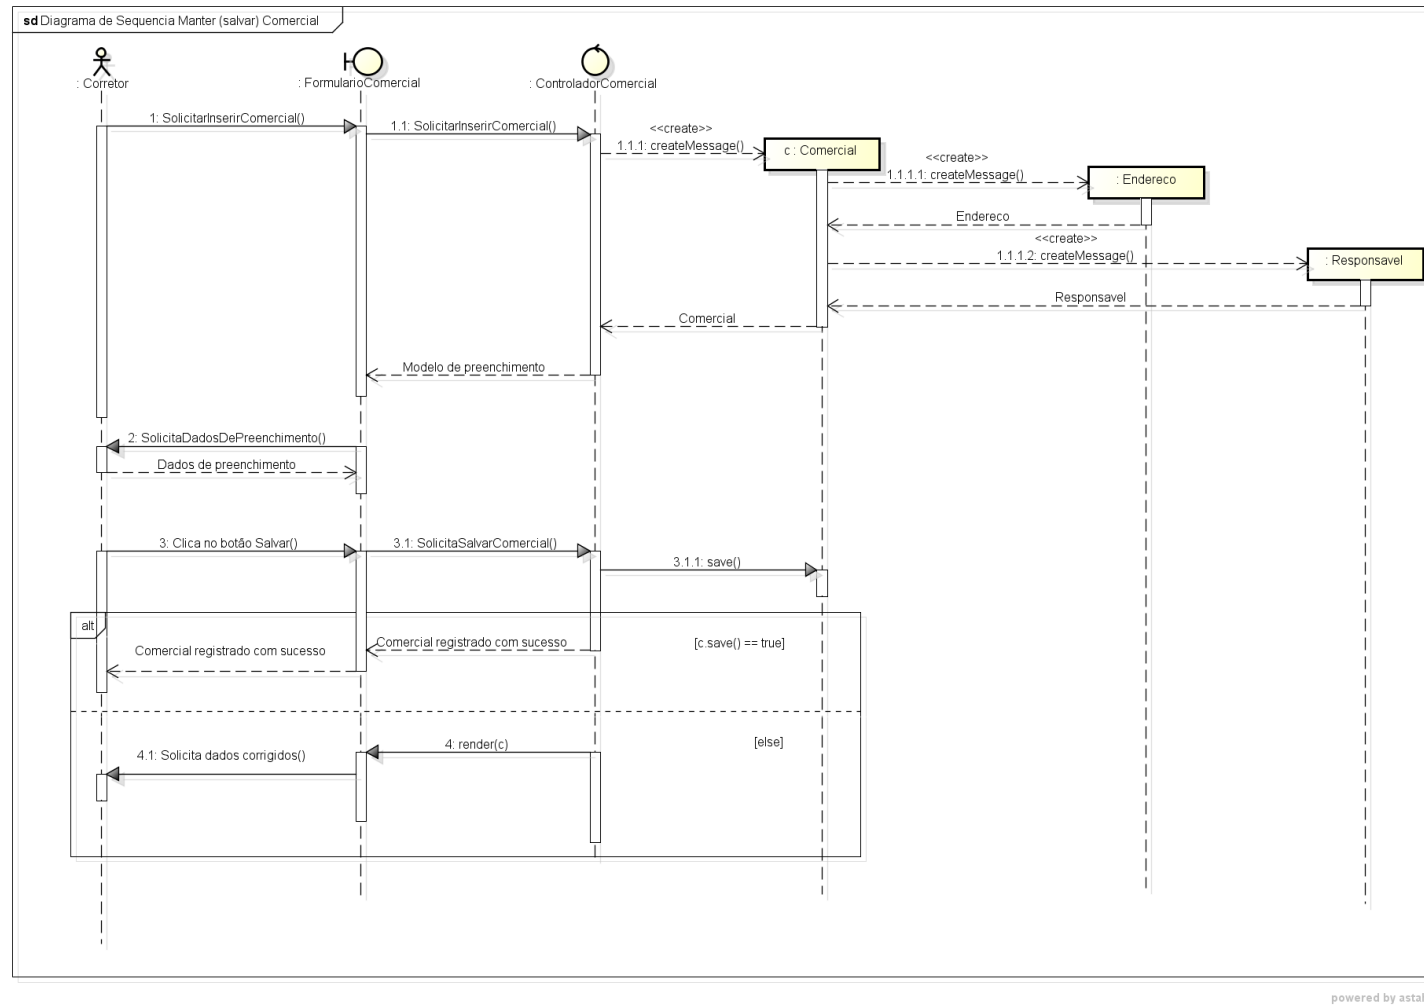 sd Diagrama de Sequencia Manter (salvar) Comercial
: Corretor
: FormularioComercial
: ControladorComercial
1: SolicitarInserirComercial()
1.1: SolicitarInserirComercial()
<<create>>
1.1.1: createMessage()
c : Comercial
<<create>>
1.1.1.1: createMessage()
: Endereco
Endereco
<<create>>
1.1.1.2: createMessage()
: Responsavel
Responsavel
Comercial
Modelo de preenchimento
2: SolicitaDadosDePreenchimento()
Dados de preenchimento
3: Clica no botão Salvar()
3.1: SolicitaSalvarComercial()
3.1.1: save()
alt
Comercial registrado com sucesso
[c.save() == true]
Comercial registrado com sucesso
[else]
4: render(c)
4.1: Solicita dados corrigidos()
powered by